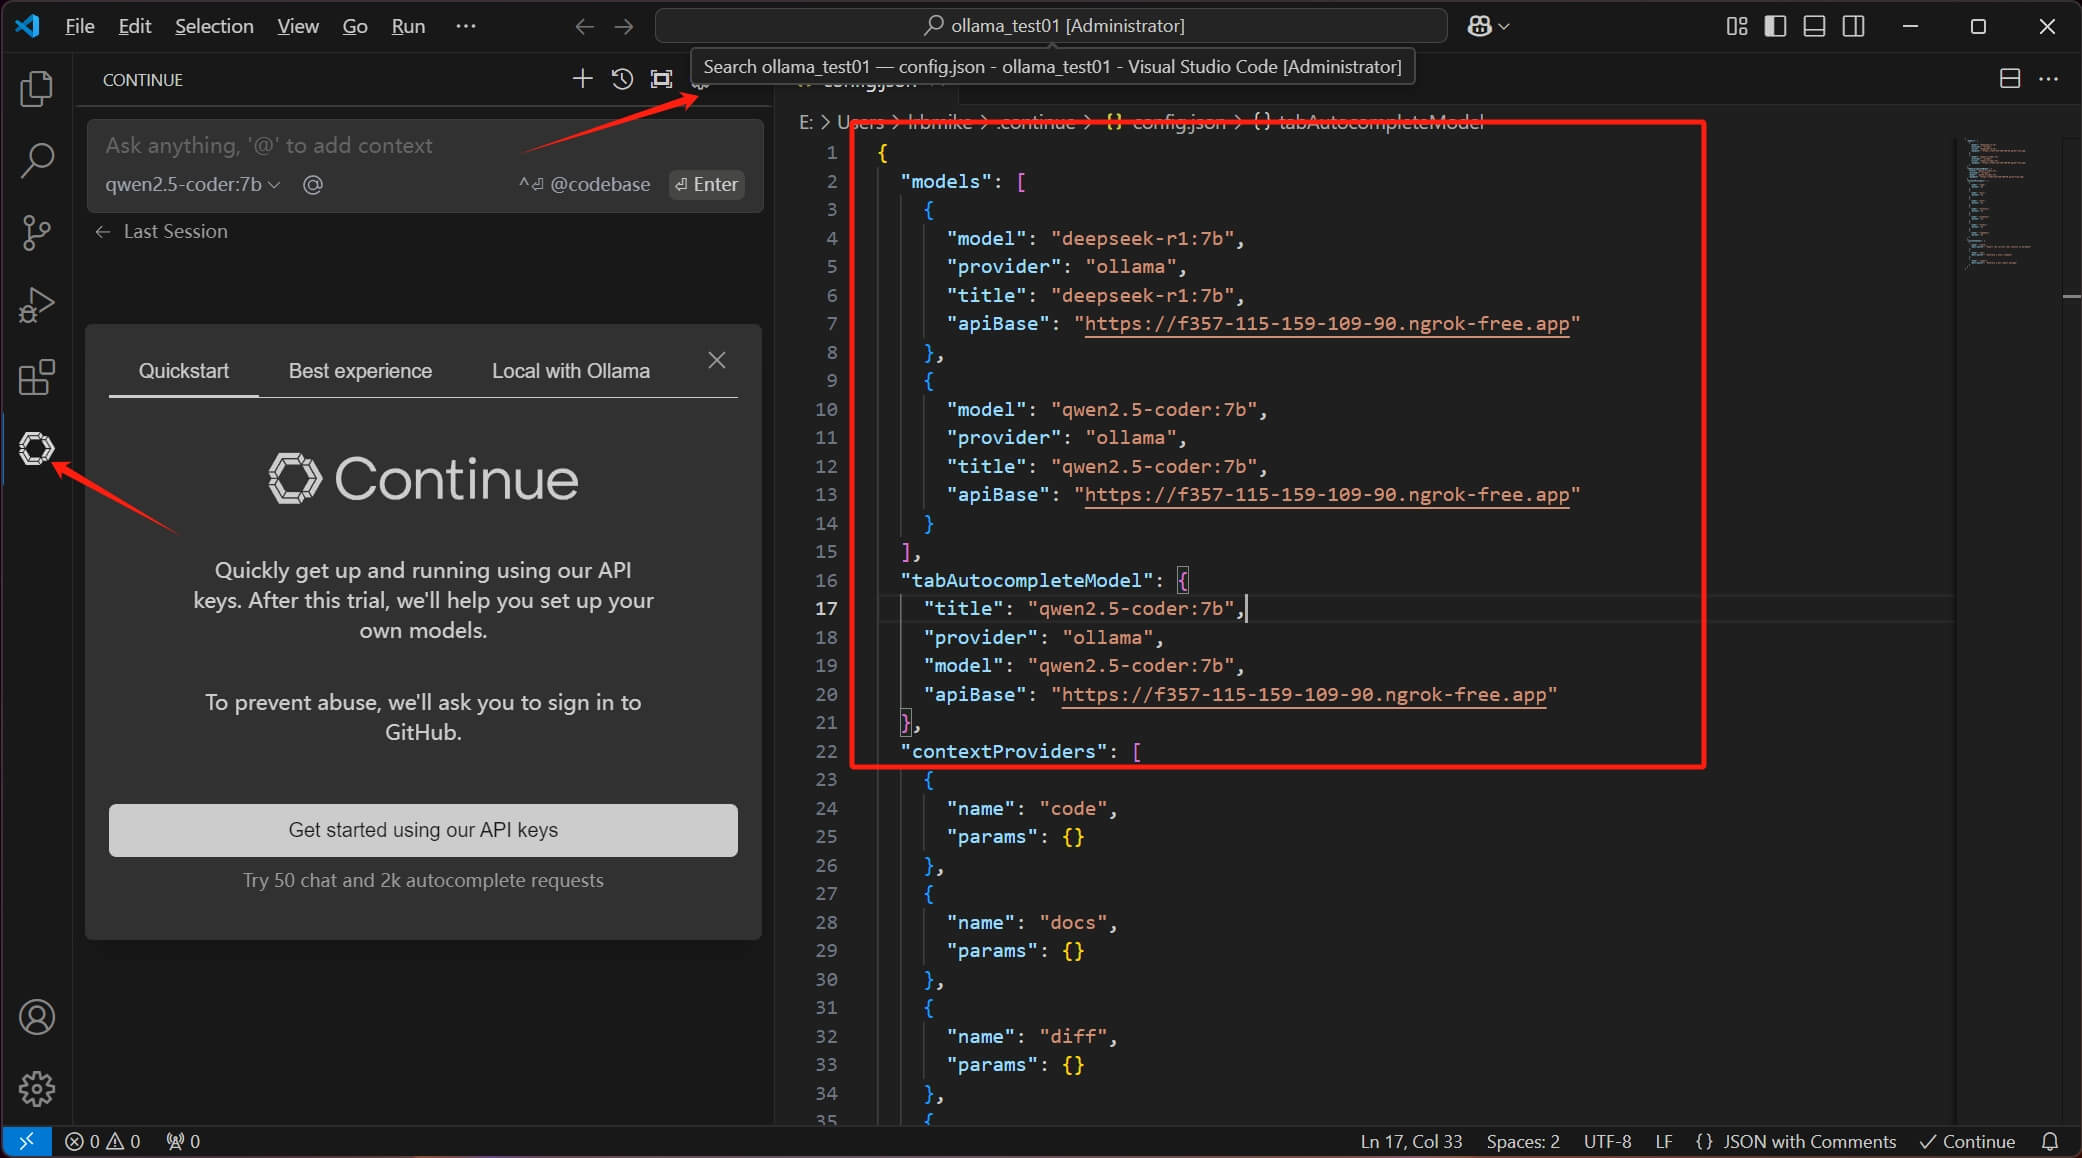 File Edit Selection View Go Run ···
ollama_test01 [Administrator]
Search ollama_test01 — config.json - ollama_test01 - Visual Studio Code [Administrator]
CONTINUE
config.json
Ask anything, '@' to add context
qwen2.5-coder:7b @ ^⏎ @codebase ⏎ Enter
← Last Session
Quickstart Best experience Local with Ollama
Continue
Quickly get up and running using our API
keys. After this trial, we'll help you set up your
own models.
To prevent abuse, we'll ask you to sign in to
GitHub.
Get started using our API keys
Try 50 chat and 2k autocomplete requests
E: > Users > > .continue > {} config.json > {} tabAutocompleteModel
1 {
2 "models": [
3 {
4 "model": "deepseek-r1:7b",
5 "provider": "ollama",
6 "title": "deepseek-r1:7b",
7 "apiBase": "https://f357-115-159-109-90.ngrok-free.app"
8 },
9 {
10 "model": "qwen2.5-coder:7b",
11 "provider": "ollama",
12 "title": "qwen2.5-coder:7b",
13 "apiBase": "https://f357-115-159-109-90.ngrok-free.app"
14 }
15 ],
16 "tabAutocompleteModel": {
17 "title": "qwen2.5-coder:7b",
18 "provider": "ollama",
19 "model": "qwen2.5-coder:7b",
20 "apiBase": "https://f357-115-159-109-90.ngrok-free.app"
21 },
22 "contextProviders": [
23 {
24 "name": "code",
25 "params": {}
26 },
27 {
28 "name": "docs",
29 "params": {}
30 },
31 {
32 "name": "diff",
33 "params": {}
34 },
35 {
0 0 0
Ln 17, Col 33 Spaces: 2 UTF-8 LF {} JSON with Comments ✓ Continue